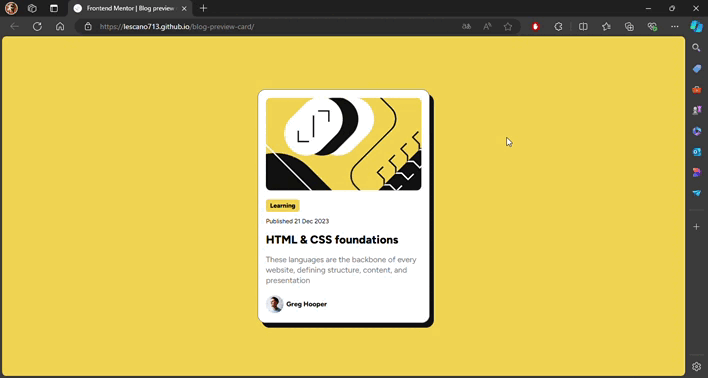 Frontend Mentor | Blog preview
https://lescano713.github.io/blog-preview-card/
Learning
Published 21 Dec 2023
HTML & CSS foundations
These languages are the backbone of every
website, defining structure, content, and
presentation
Greg Hooper